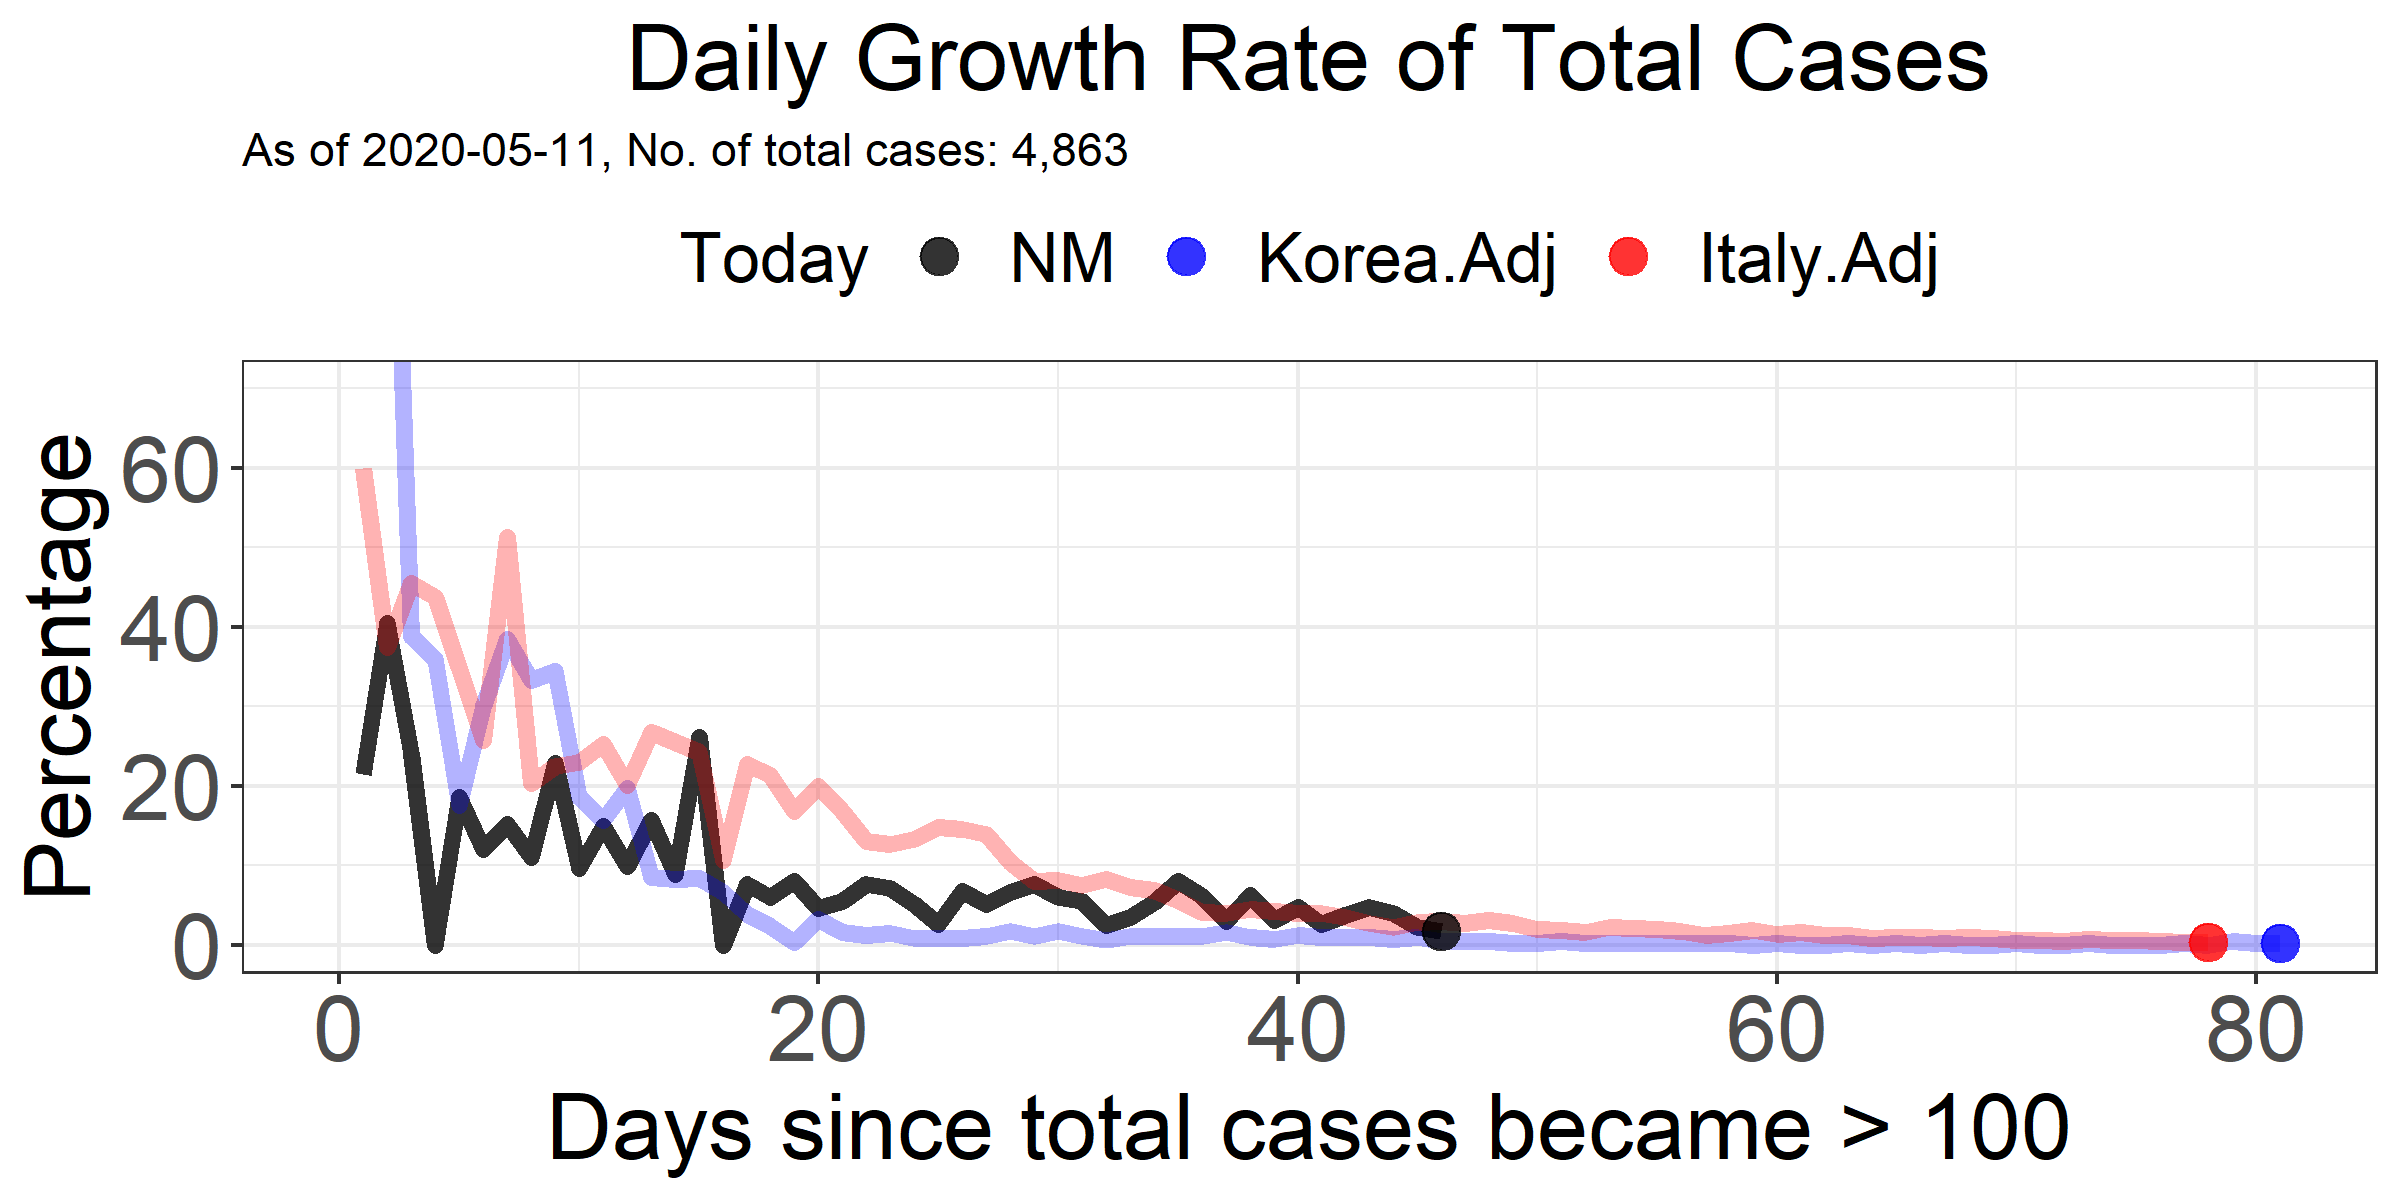 Daily Growth Rate of Total Cases
As of 2020-05-11, No. of total cases: 4,863
Today NM Korea.Adj Italy.Adj
Percentage
60
40
20
0
0 20 40 60 80
Days since total cases became > 100